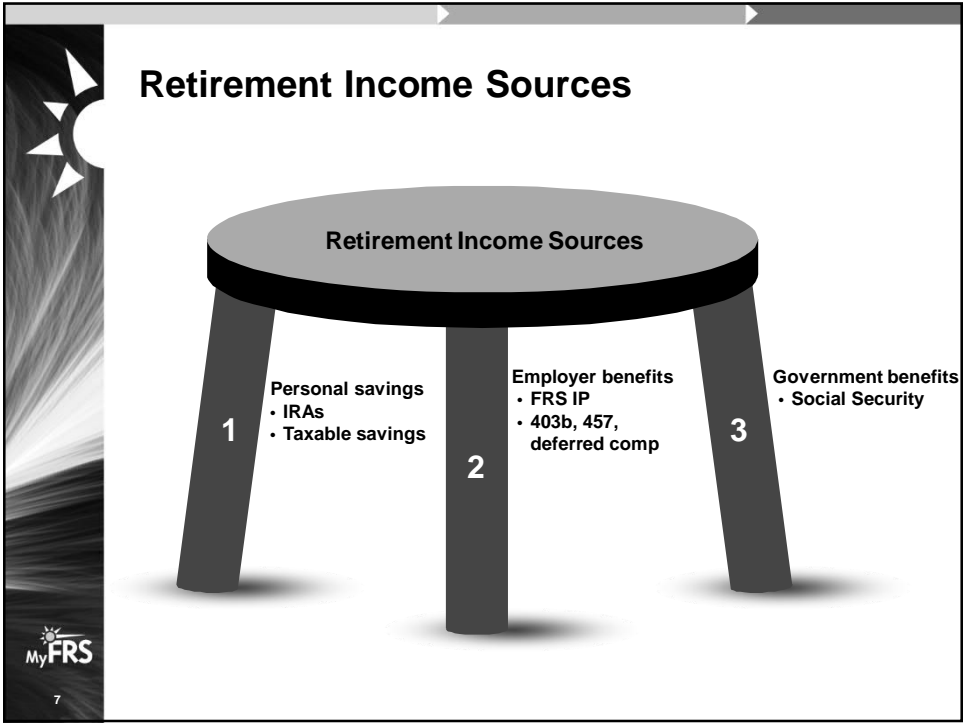 Retirement Income Sources
Retirement Income Sources
1
Personal savings
• IRAs
• Taxable savings
2
Employer benefits
• FRS IP
• 403b, 457,
deferred comp
3
Government benefits
• Social Security
MyFRS
7